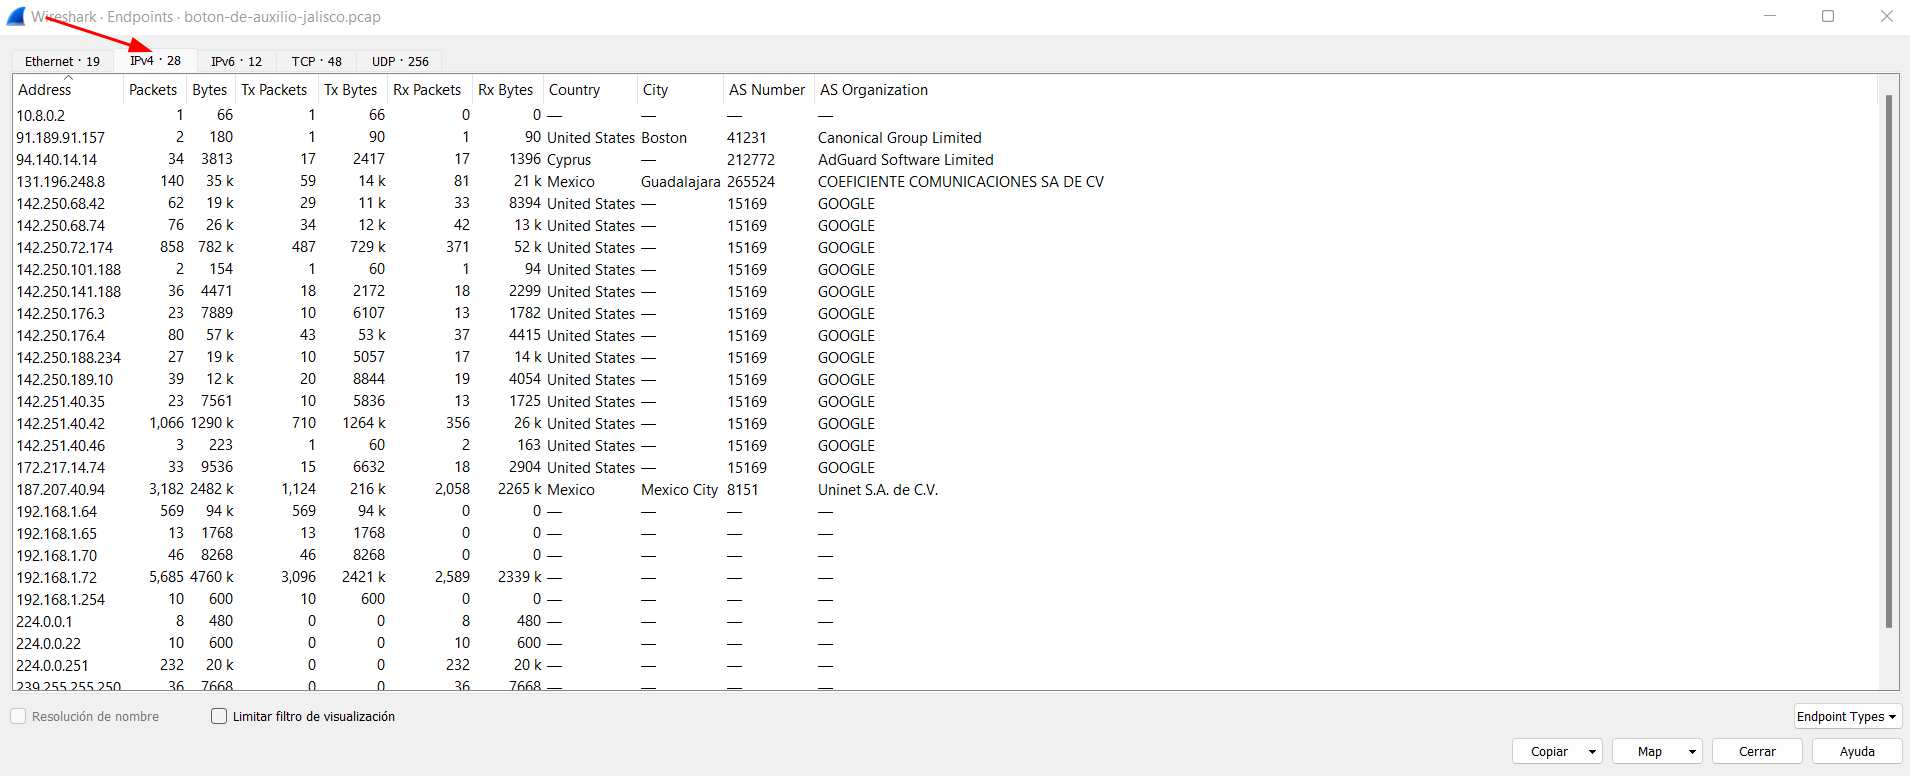 Wireshark · Endpoints · boton-de-auxilio-jalisco.pcap
Ethernet · 19 IPv4 · 28 IPv6 · 12 TCP · 48 UDP · 256
Address Packets Bytes Tx Packets Tx Bytes Rx Packets Rx Bytes Country City AS Number AS Organization
10.8.0.2 1 66 1 66 0 0 — — — —
91.189.91.157 2 180 1 90 1 90 United States Boston 41231 Canonical Group Limited
94.140.14.14 34 3813 17 2417 17 1396 Cyprus — 212772 AdGuard Software Limited
131.196.248.8 140 35 k 59 14 k 81 21 k Mexico Guadalajara 265524 COEFICIENTE COMUNICACIONES SA DE CV
142.250.68.42 62 19 k 29 11 k 33 8394 United States — 15169 GOOGLE
142.250.68.74 76 26 k 34 12 k 42 13 k United States — 15169 GOOGLE
142.250.72.174 858 782 k 487 729 k 371 52 k United States — 15169 GOOGLE
142.250.101.188 2 154 1 60 1 94 United States — 15169 GOOGLE
142.250.141.188 36 4471 18 2172 18 2299 United States — 15169 GOOGLE
142.250.176.3 23 7889 10 6107 13 1782 United States — 15169 GOOGLE
142.250.176.4 80 57 k 43 53 k 37 4415 United States — 15169 GOOGLE
142.250.188.234 27 19 k 10 5057 17 14 k United States — 15169 GOOGLE
142.250.189.10 39 12 k 20 8844 19 4054 United States — 15169 GOOGLE
142.251.40.35 23 7561 10 5836 13 1725 United States — 15169 GOOGLE
142.251.40.42 1,066 1290 k 710 1264 k 356 26 k United States — 15169 GOOGLE
142.251.40.46 3 223 1 60 2 163 United States — 15169 GOOGLE
172.217.14.74 33 9536 15 6632 18 2904 United States — 15169 GOOGLE
187.207.40.94 3,182 2482 k 1,124 216 k 2,058 2265 k Mexico Mexico City 8151 Uninet S.A. de C.V.
192.168.1.64 569 94 k 569 94 k 0 0 — — — —
192.168.1.65 13 1768 13 1768 0 0 — — — —
192.168.1.70 46 8268 46 8268 0 0 — — — —
192.168.1.72 5,685 4760 k 3,096 2421 k 2,589 2339 k — — — —
192.168.1.254 10 600 10 600 0 0 — — — —
224.0.0.1 8 480 0 0 8 480 — — — —
224.0.0.22 10 600 0 0 10 600 — — — —
224.0.0.251 232 20 k 0 0 232 20 k — — — —
239.255.255.250 36 7668 0 0 36 7668 — — — —
Resolución de nombre Limitar filtro de visualización Endpoint Types
Copiar Map Cerrar Ayuda